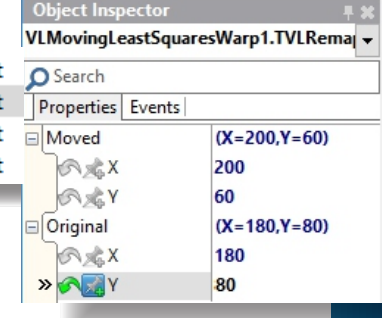 Object Inspector
VLMovingLeastSquaresWarp1.TVLRema
t
Search
t
Properties Events
t
Moved (X=200,Y=60)
t
X 200
Y 60
Original (X=180,Y=80)
X 180
» Y 80